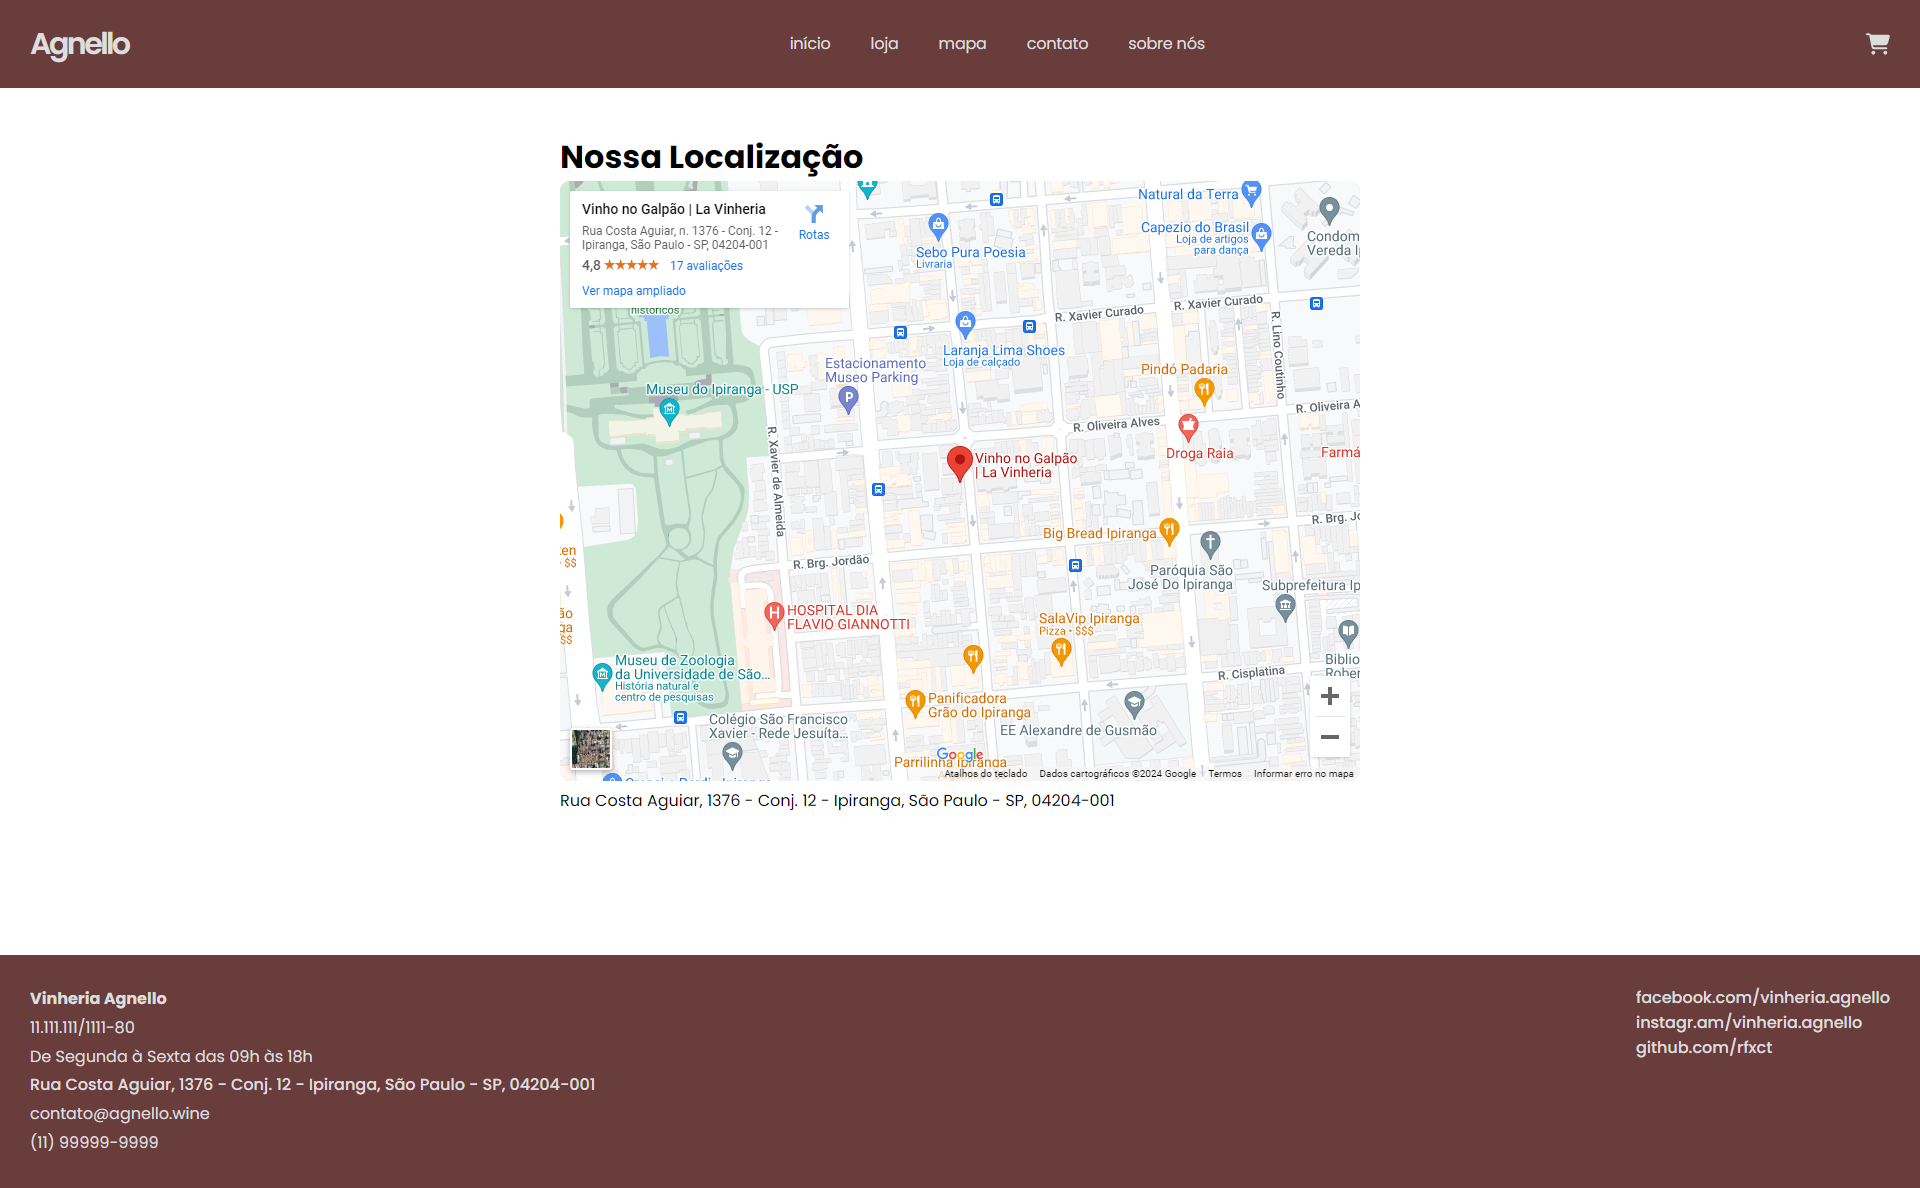 Agnello
início
loja
mapa
contato
sobre nós
Nossa Localização
Vinho no Galpão | La Vinheria
Rua Costa Aguiar, n. 1376 - Conj. 12 -
Ipiranga, São Paulo - SP, 04204-001
4,8
17 avaliações
Ver mapa ampliado
Rotas
históricos
Natural da Terra
Capezio do Brasil
Loja de artigos
para dança
Condom
Vereda I
Sebo Pura Poesia
Livraria
R. Xavier Curado
R. Xavier Curado
R. Lino Coutinho
Laranja Lima Shoes
Loja de calçado
Estacionamento
Museo Parking
P
Museu do Ipiranga - USP
Pindó Padaria
R. Oliveira A
R. Oliveira Alves
Droga Raia
Farmá
Vinho no Galpão
| La Vinheria
R. Xavier de Almeida
Big Bread Ipiranga
R. Brg. Jo
R. Brg. Jordão
en
· $$
Paróquia São
José Do Ipiranga
Subprefeitura Ip
H
HOSPITAL DIA
FLAVIO GIANNOTTI
ão
ga
$$
SalaVip Ipiranga
Pizza • $$$
Museu de Zoologia
da Universidade de São...
História natural e
centro de pesquisas
Biblio
Rober
R. Cisplatina
Panificadora
Grão do Ipiranga
Colégio São Francisco
Xavier - Rede Jesuíta...
EE Alexandre de Gusmão
Google
Parrilinha Ipiranga
Atalhos do teclado
Dados cartográficos ©2024 Google
Termos
Informar erro no mapa
Rua Costa Aguiar, 1376 - Conj. 12 - Ipiranga, São Paulo - SP, 04204-001
Vinheria Agnello
11.111.111/1111-80
De Segunda à Sexta das 09h às 18h
Rua Costa Aguiar, 1376 - Conj. 12 - Ipiranga, São Paulo - SP, 04204-001
contato@agnello.wine
(11) 99999-9999
facebook.com/vinheria.agnello
instagr.am/vinheria.agnello
github.com/rfxct